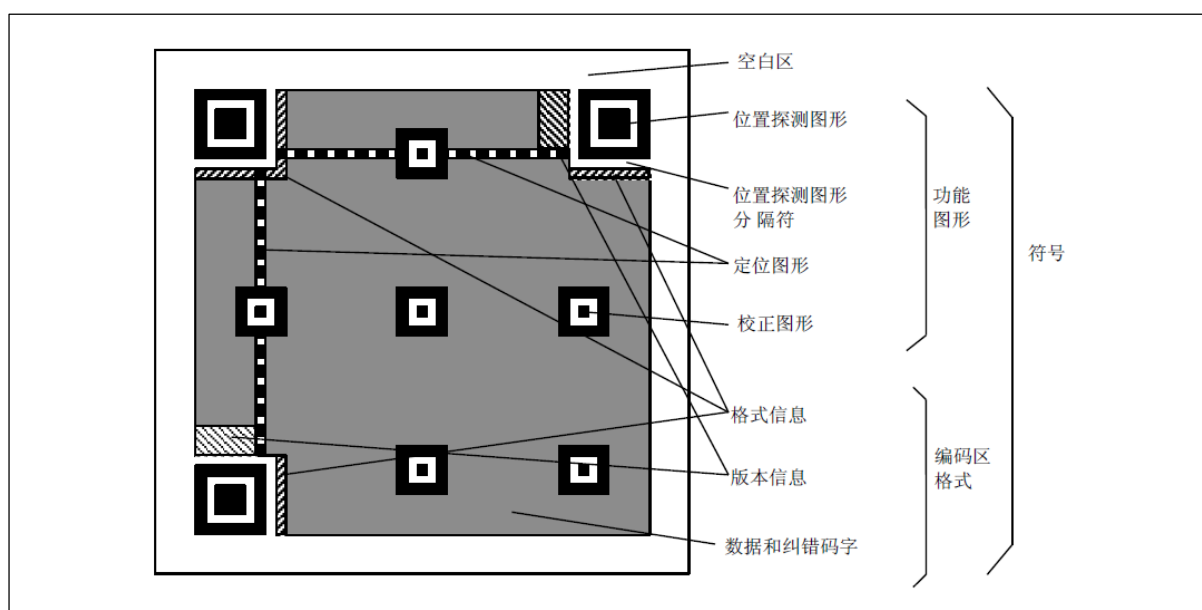 空白区
位置探测图形
位置探测图形
分 隔符
定位图形
校正图形
格式信息
版本信息
数据和纠错码字
功能
图形
编码区
格式
符号